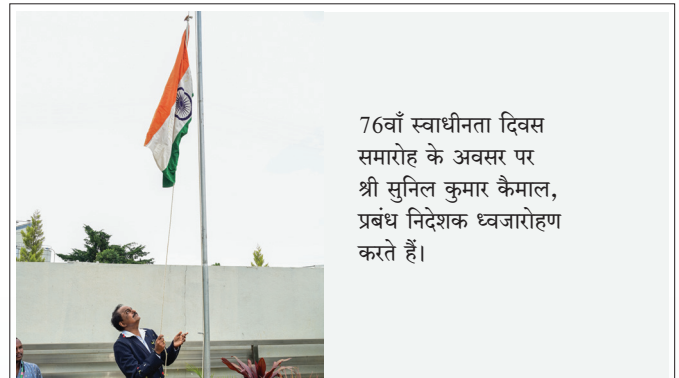 76वाँ स्वाधीनता दिवस
समारोह के अवसर पर
श्री सुनिल कुमार कैमाल,
प्रबंध निदेशक ध्वजारोहण
करते हैं।